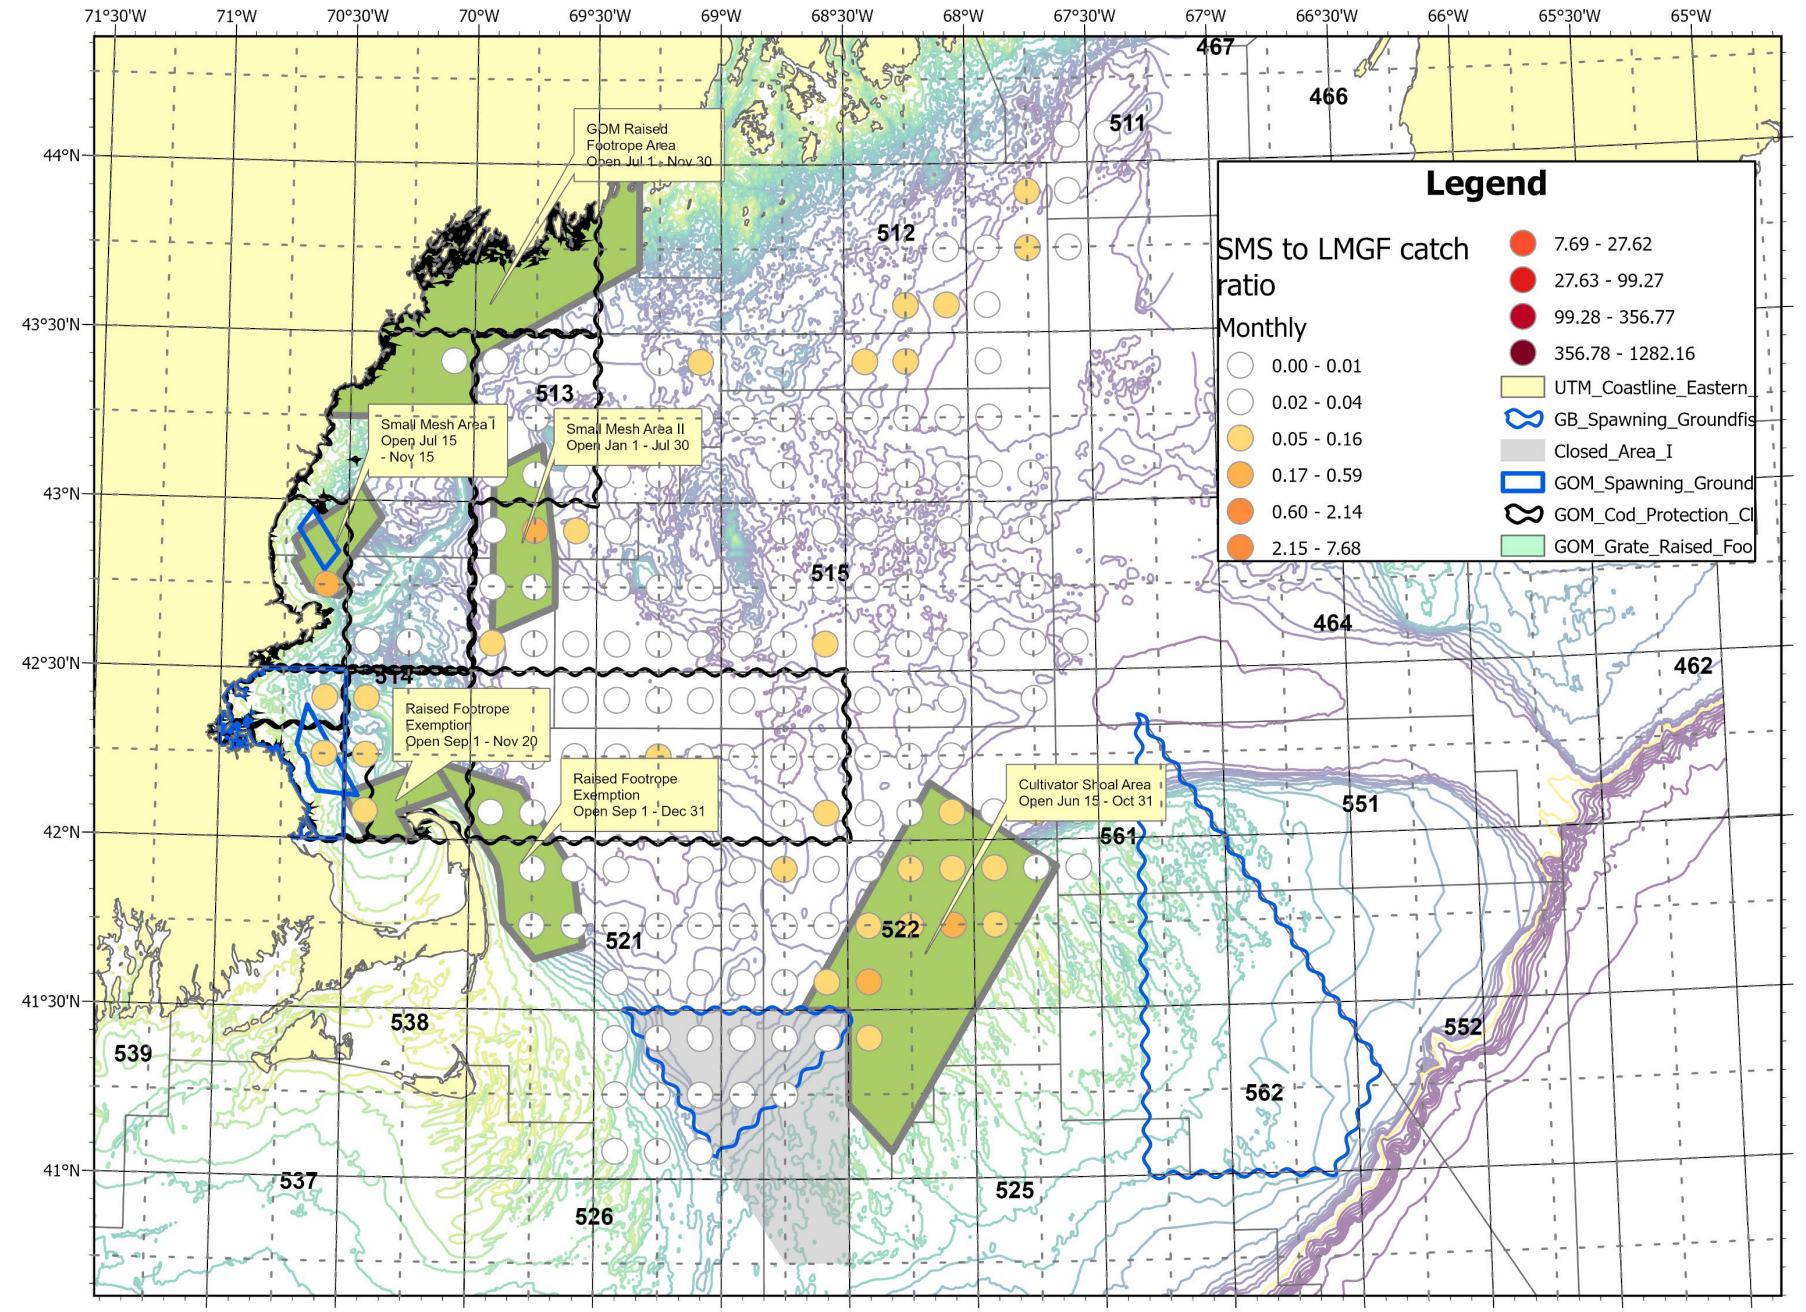 71°30'W 71°W 70°30'W 70°W 69°30'W 69°W 68°30'W 68°W 67°30'W 67°W 66°30'W 66°W 65°30'W 65°W
467
466
511
GOM Raised
Footrope Area
Open Jul 1 - Nov 30
44°N
Legend
512
SMS to LMGF catch
ratio
Monthly
0.00 - 0.01
0.02 - 0.04
0.05 - 0.16
0.17 - 0.59
0.60 - 2.14
2.15 - 7.68
7.69 - 27.62
27.63 - 99.27
99.28 - 356.77
356.78 - 1282.16
UTM_Coastline_Eastern_
GB_Spawning_Groundfis
Closed_Area_I
GOM_Spawning_Ground
GOM_Cod_Protection_Cl
GOM_Grate_Raised_Foo
43°30'N
513
Small Mesh Area I
Open Jul 15
- Nov 15
Small Mesh Area II
Open Jan 1 - Jul 30
43°N
515
464
42°30'N
462
514
Raised Footrope
Exemption
Open Sep 1 - Nov 20
Raised Footrope
Exemption
Open Sep 1 - Dec 31
Cultivator Shoal Area
Open Jun 15 - Oct 31
551
42°N
561
522
521
41°30'N
538
552
539
562
41°N
537
525
526